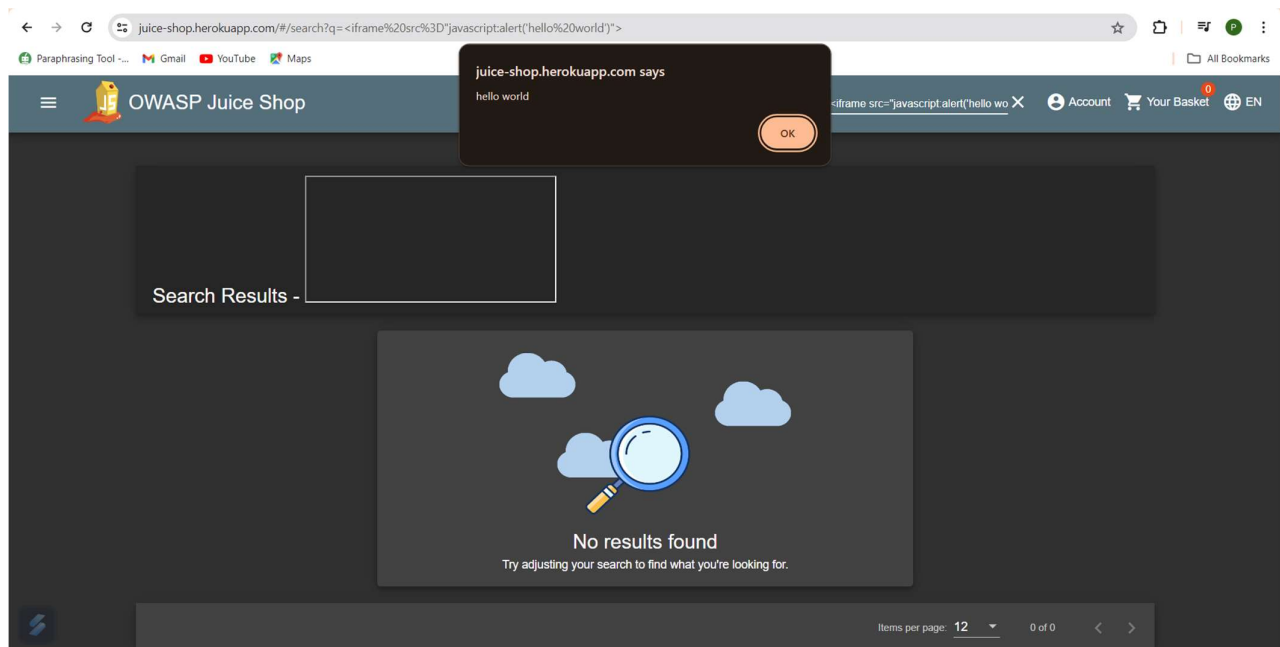 juice-shop.herokuapp.com/#/search?q=<iframe%20src%3D"javascript:alert('hello%20world')">
P
Paraphrasing Tool -... Gmail YouTube Maps All Bookmarks
juice-shop.herokuapp.com says
hello world
OK
OWASP Juice Shop
<iframe src="javascript:alert('hello wo
Account
0
Your Basket
EN
Search Results -
No results found
Try adjusting your search to find what you're looking for.
Items per page: 12 0 of 0